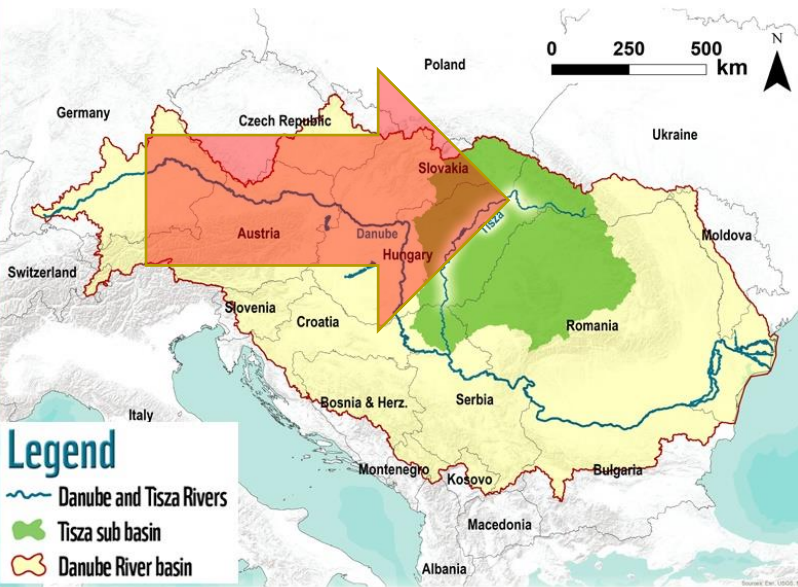 0 250 500
km
N
Poland
Germany
Czech Republic
Ukraine
Slovakia
Tisza
Austria
Danube
Moldova
Hungary
Switzerland
Slovenia
Croatia
Romania
Bosnia & Herz.
Serbia
Italy
Montenegro
Kosovo
Bulgaria
Macedonia
Albania
Legend
Danube and Tisza Rivers
Tisza sub basin
Danube River basin